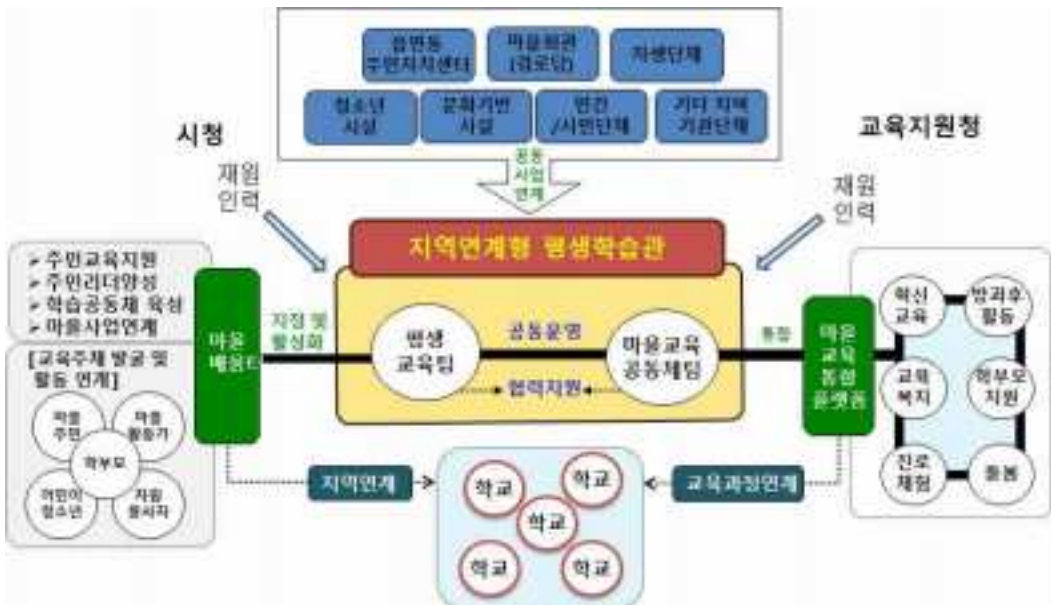 읍면동
주민자치센터
마을회관
(경로당)
자생단체
청소년
시설
문화기반
시설
민간
/시민단체
기타 지역
기관단체
시청
교육지원청
공동
사업
연계
재원
인력
재원
인력
지역연계형 평생학습관
➢ 주민교육지원
➢ 주민리더양성
➢ 학습공동체 육성
➢ 마을사업연계
마을
배움터
지정 및
활성화
평생
교육팀
공동운영
협력지원
마을교육
공동체팀
통합
마을
교육
통합
플랫폼
혁신
교육
방과후
활동
교육
복지
학부모
지원
진로
체험
돌봄
[교육주체 발굴 및
활동 연계]
마을
주민
마을
활동가
학부모
어린이
청소년
자원
봉사자
지역연계
교육과정연계
학교
학교
학교
학교
학교